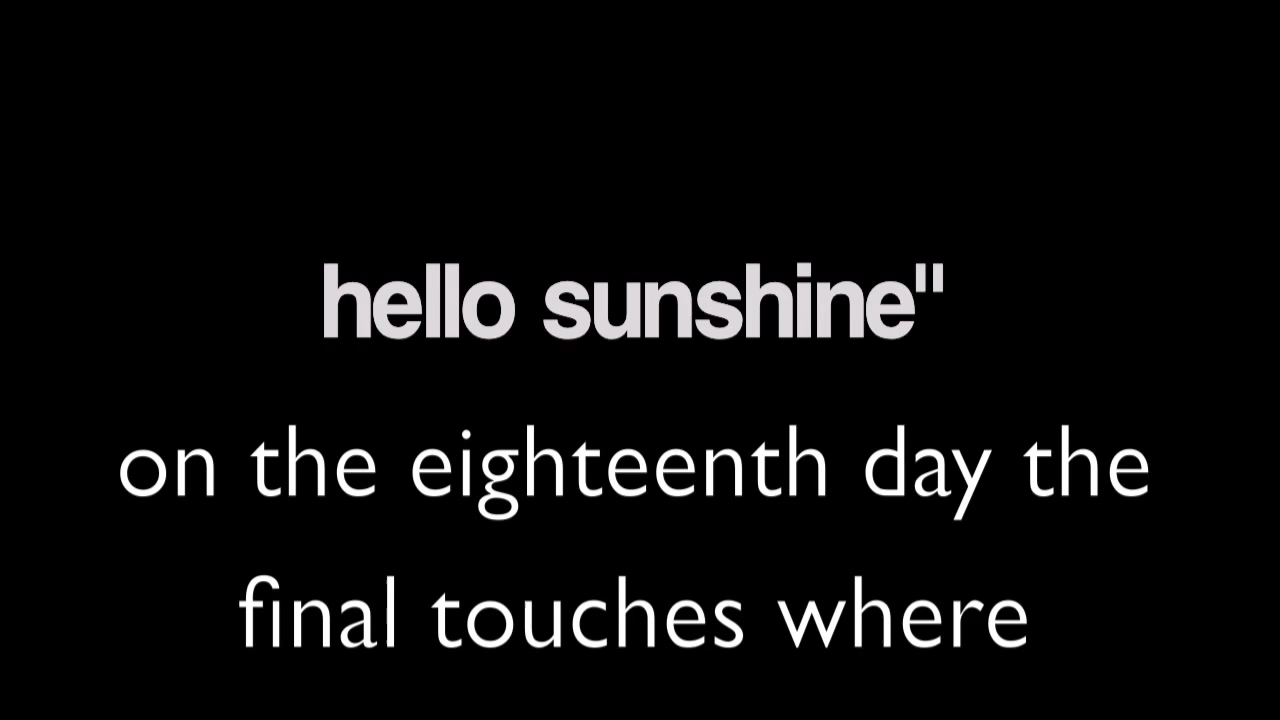 hello sunshine"
on the eighteenth day the
final touches where